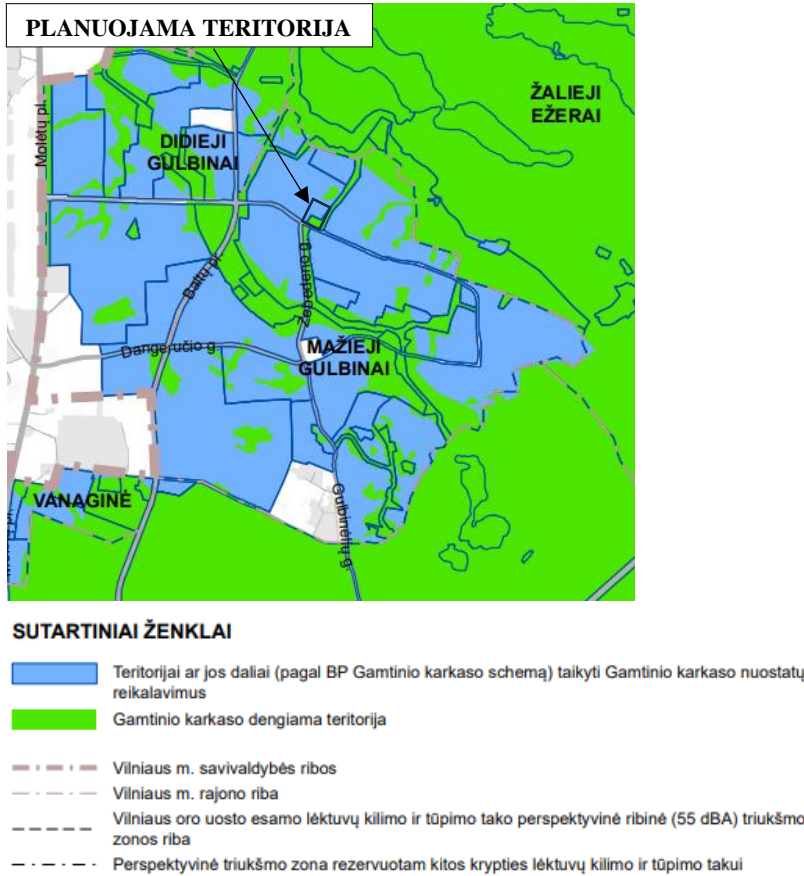 PLANUOJAMA TERITORIJA
ŽALIEJI
EŽERAI
Molėtų pl.
DIDIEJI
GULBINAI
Baltų pl.
Žebedeno g.
Dangeručio g.
MAŽIEJI
GULBINAI
VANAGINĖ
Gulbinėlių g.
SUTARTINIAI ŽENKLAI
Teritorijai ar jos daliai (pagal BP Gamtinio karkaso schemą) taikyti Gamtinio karkaso nuostatų
reikalavimus
Gamtinio karkaso dengiama teritorija
Vilniaus m. savivaldybės ribos
Vilniaus m. rajono riba
Vilniaus oro uosto esamo lėktuvų kilimo ir tūpimo tako perspektyvinė ribinė (55 dBA) triukšmo
zonos riba
Perspektyvinė triukšmo zona rezervuotam kitos krypties lėktuvų kilimo ir tūpimo takui